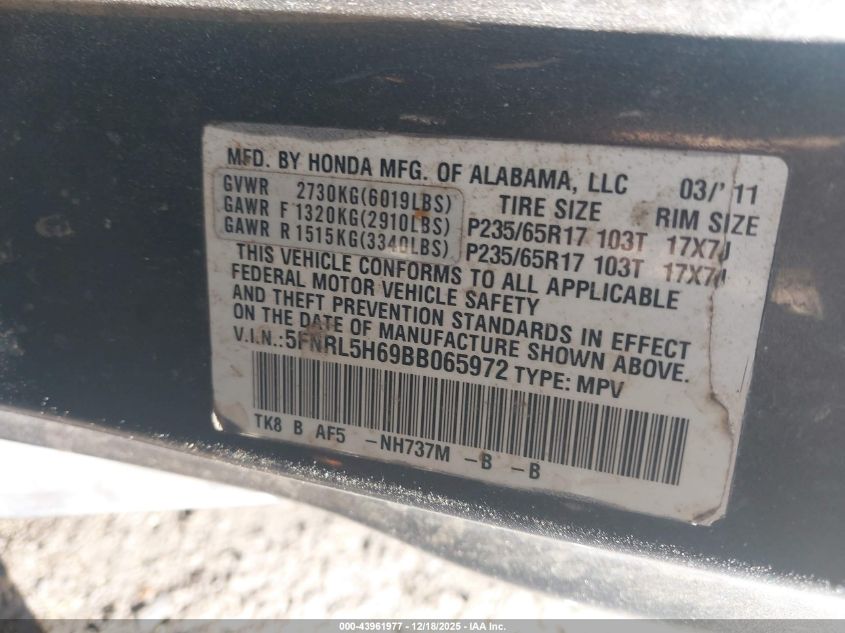 MFD. BY HONDA MFG. OF ALABAMA, LLC 03/'11
GVWR 2730KG(6019LBS) TIRE SIZE RIM SIZE
GAWR F 1320KG(2910LBS) P235/65R17 103T 17X7J
GAWR R 1515KG(3340LBS) P235/65R17 103T 17X7J
THIS VEHICLE CONFORMS TO ALL APPLICABLE
FEDERAL MOTOR VEHICLE SAFETY
AND THEFT PREVENTION STANDARDS IN EFFECT
ON THE DATE OF MANUFACTURE SHOWN ABOVE.
V.I.N.:5FNRL5H69BB065972 TYPE: MPV
TK8 B AF5 -NH737M -B -B
000-43961977 - 12/18/2025 - IAA Inc.